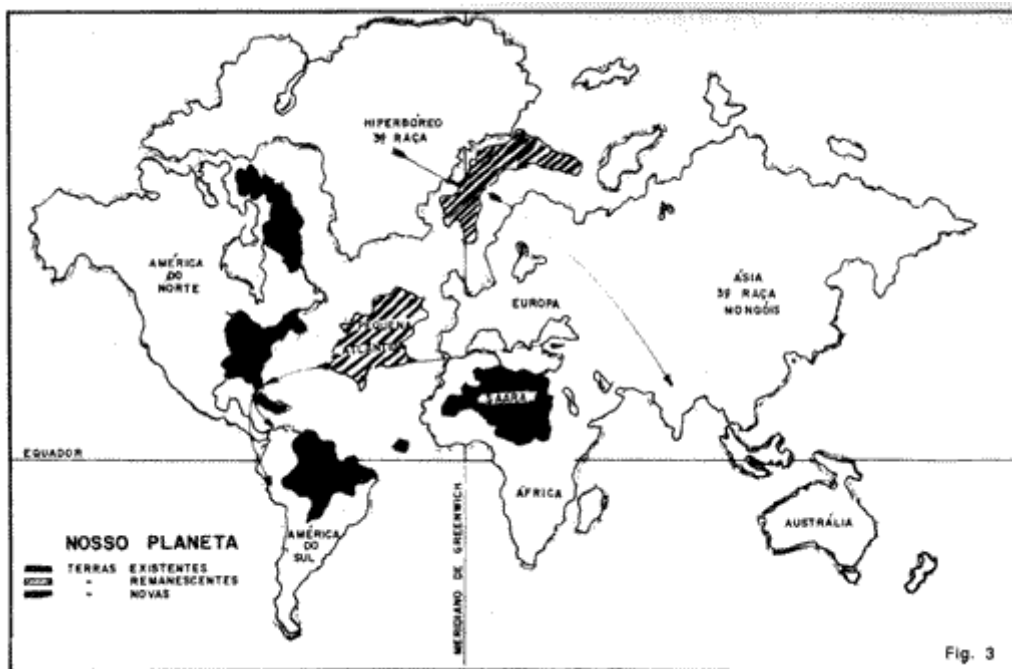 HIPERBÓREO
3ª RAÇA
AMÉRICA
DO
NORTE
PEQUENA
ATLÂNTIDA
EUROPA
ÁSIA
3ª RAÇA
MONGÓIS
SAARA
EQUADOR
ÁFRICA
AUSTRÁLIA
AMÉRICA
DO
SUL
MERIDIANO DE GREENWICH
NOSSO PLANETA
TERRAS EXISTENTES
" REMANESCENTES
" NOVAS
Fig. 3